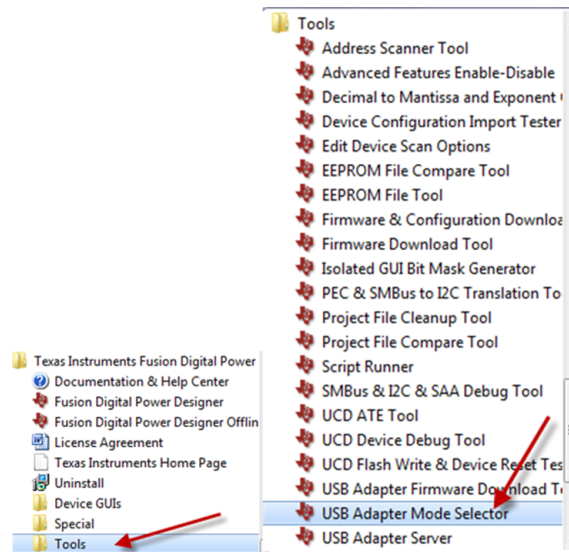 Texas Instruments Fusion Digital Power
Documentation & Help Center
Fusion Digital Power Designer
Fusion Digital Power Designer Offlin
License Agreement
Texas Instruments Home Page
Uninstall
Device GUIs
Special
Tools
Tools
Address Scanner Tool
Advanced Features Enable-Disable
Decimal to Mantissa and Exponent
Device Configuration Import Tester
Edit Device Scan Options
EEPROM File Compare Tool
EEPROM File Tool
Firmware & Configuration Downloa
Firmware Download Tool
Isolated GUI Bit Mask Generator
PEC & SMBus to I2C Translation To
Project File Cleanup Tool
Project File Compare Tool
Script Runner
SMBus & I2C & SAA Debug Tool
UCD ATE Tool
UCD Device Debug Tool
UCD Flash Write & Device Reset Tes
USB Adapter Firmware Download T
USB Adapter Mode Selector
USB Adapter Server